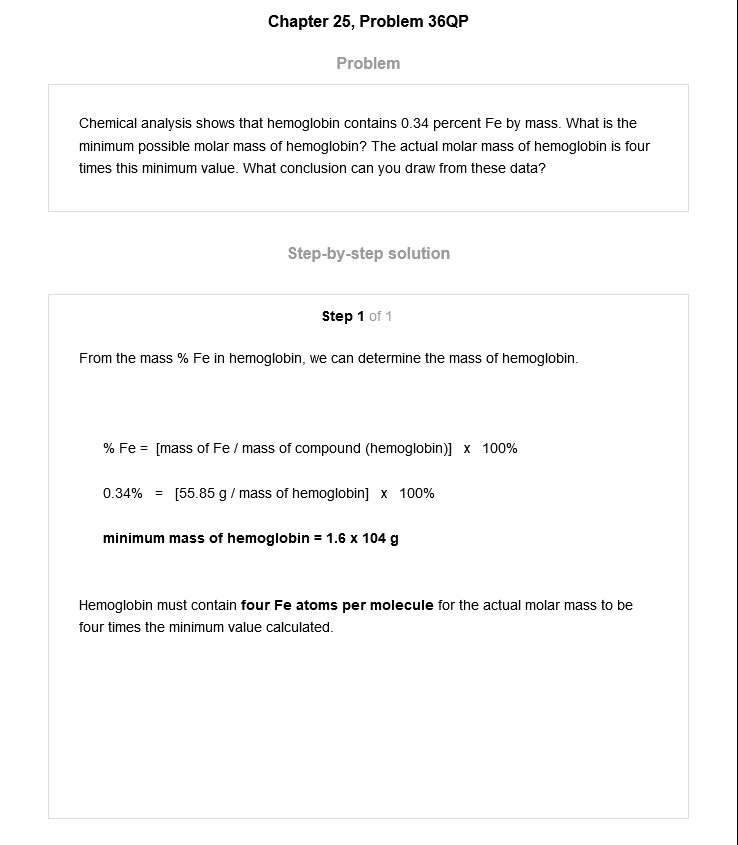 Chapter 25, Problem 36QP
Problem
Chemical analysis shows that hemoglobin contains 0.34 percent Fe by mass. What is the
minimum possible molar mass of hemoglobin? The actual molar mass of hemoglobin is four
times this minimum value. What conclusion can you draw from these data?
Step-by-step solution
Step 1 of 1
From the mass % Fe in hemoglobin, we can determine the mass of hemoglobin.
% Fe = [mass of Fe / mass of compound (hemoglobin)] x 100%
0.34% = [55.85 g / mass of hemoglobin] x 100%
minimum mass of hemoglobin = 1.6 x 104 g
Hemoglobin must contain four Fe atoms per molecule for the actual molar mass to be
four times the minimum value calculated.